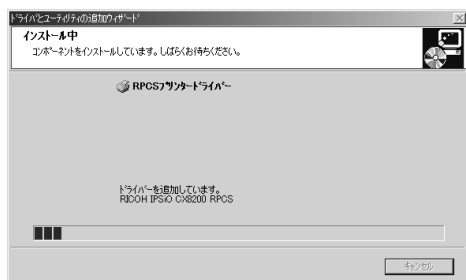 ﾄﾞﾗｲﾊﾞとﾕｰﾃｨﾘﾃｨの追加ｳｨｻﾞｰﾄﾞ
インストール中
ｺﾝﾎﾟｰﾈﾝﾄをｲﾝｽﾄｰﾙしています。しばらくお待ちください。
RPCSﾌﾟﾘﾝﾀｰﾄﾞﾗｲﾊﾞｰ
ﾄﾞﾗｲﾊﾞｰを追加しています。
RICOH IPSiO CX8200 RPCS
ｷｬﾝｾﾙ